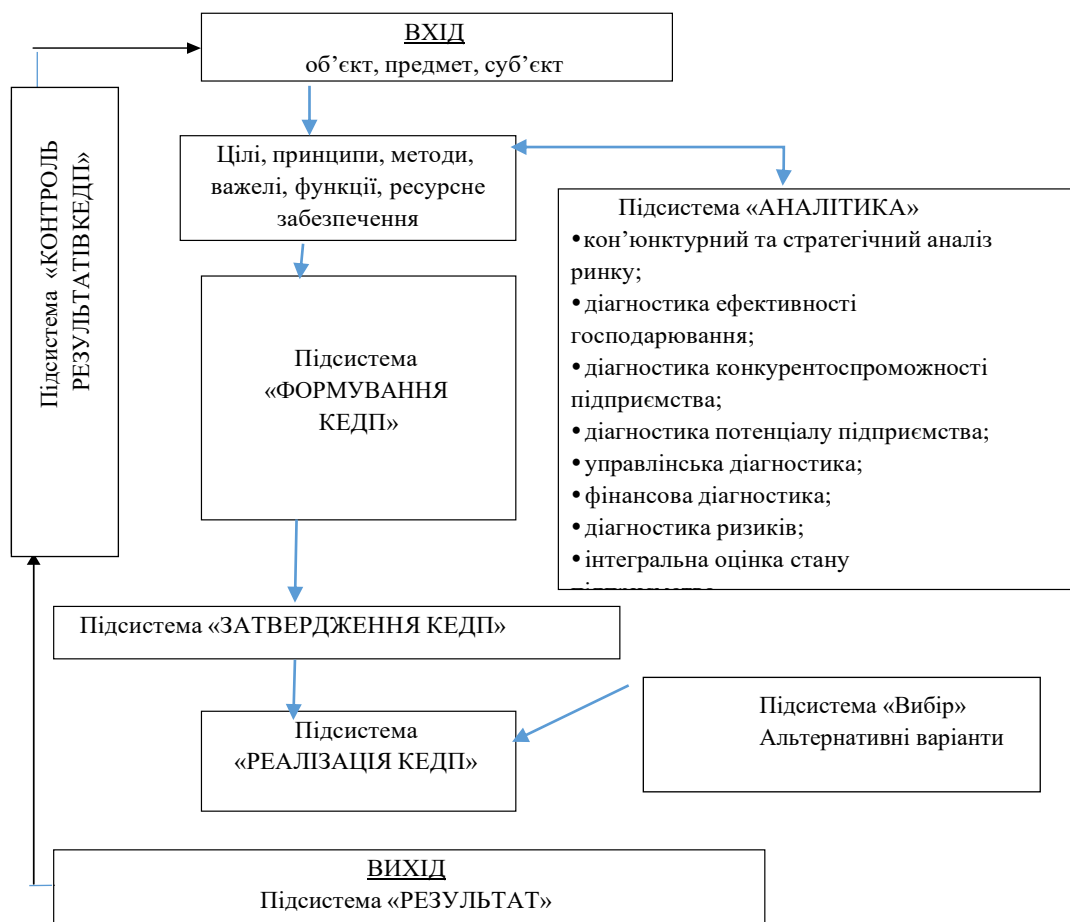 ВХІД
об’єкт, предмет, суб’єкт
Цілі, принципи, методи,
важелі, функції, ресурсне
забезпечення
Підсистема «КОНТРОЛЬ
РЕЗУЛЬТАТІВКЕДП»
Підсистема «АНАЛІТИКА»
•кон’юнктурний та стратегічний аналіз
ринку;
•діагностика ефективності
господарювання;
•діагностика конкурентоспроможності
підприємства;
•діагностика потенціалу підприємства;
•управлінська діагностика;
•фінансова діагностика;
•діагностика ризиків;
•інтегральна оцінка стану
Підсистема
«ФОРМУВАННЯ
КЕДП»
Підсистема «ЗАТВЕРДЖЕННЯ КЕДП»
Підсистема
«РЕАЛІЗАЦІЯ КЕДП»
Підсистема «Вибір»
Альтернативні варіанти
ВИХІД
Підсистема «РЕЗУЛЬТАТ»